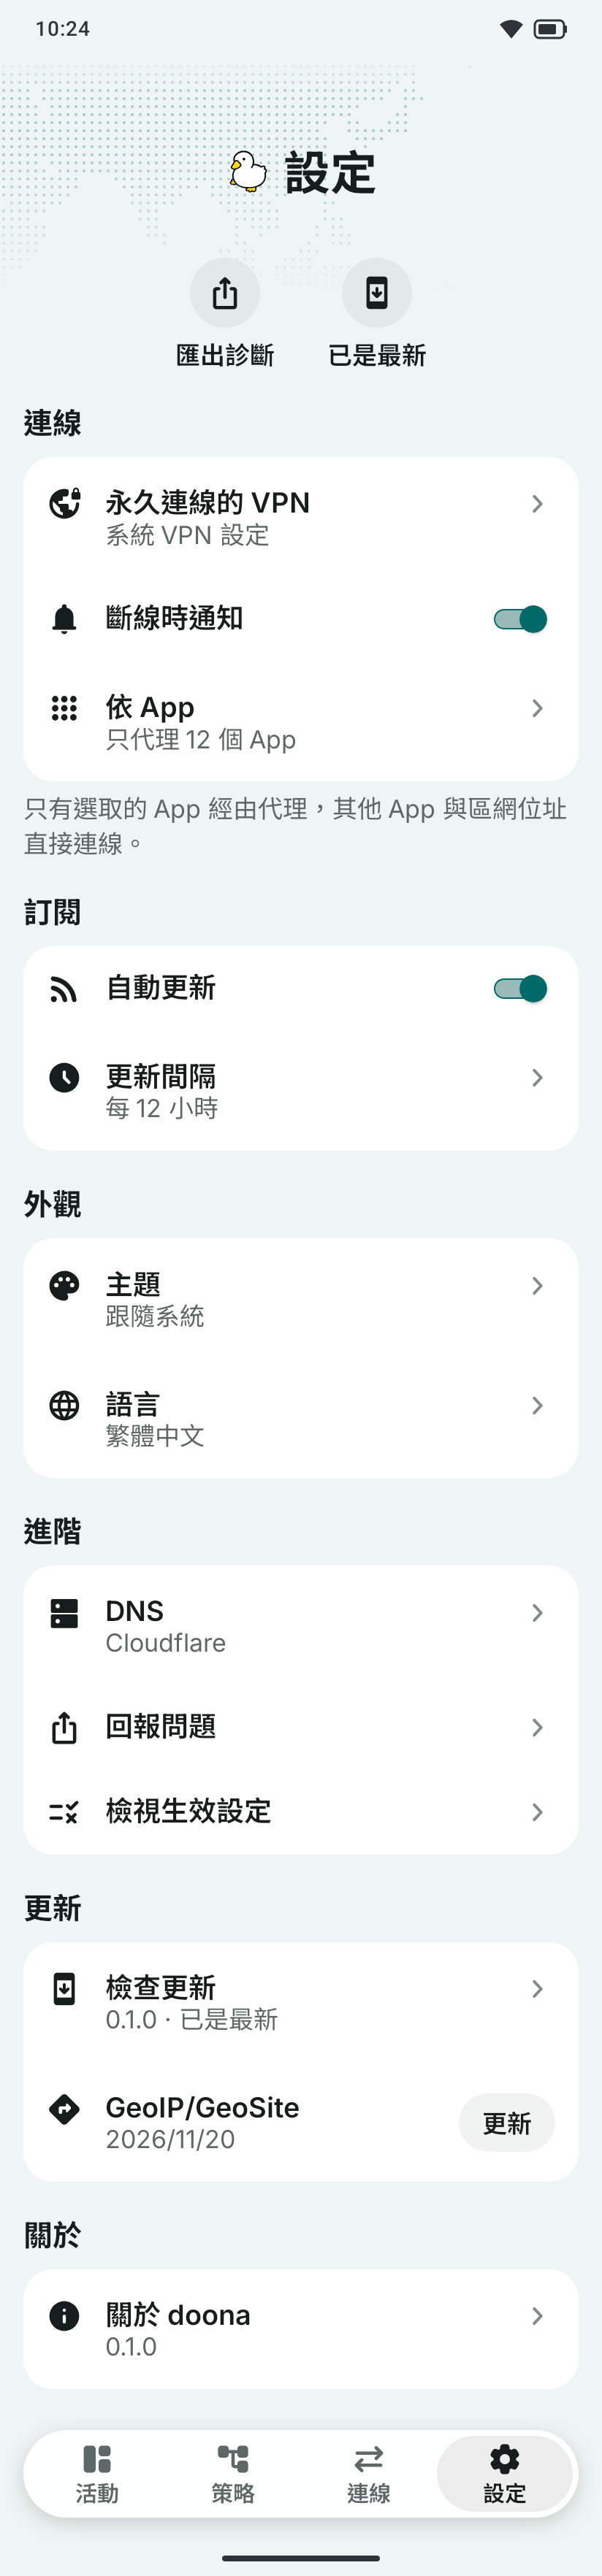 10:24
設定
匯出診斷
已是最新
連線
永久連線的 VPN
系統 VPN 設定
斷線時通知
依 App
只代理 12 個 App
只有選取的 App 經由代理，其他 App 與區網位址
直接連線。
訂閱
自動更新
更新間隔
每 12 小時
外觀
主題
跟隨系統
語言
繁體中文
進階
DNS
Cloudflare
回報問題
檢視生效設定
更新
檢查更新
0.1.0 · 已是最新
GeoIP/GeoSite
2026/11/20
更新
關於
關於 doona
0.1.0
活動
策略
連線
設定